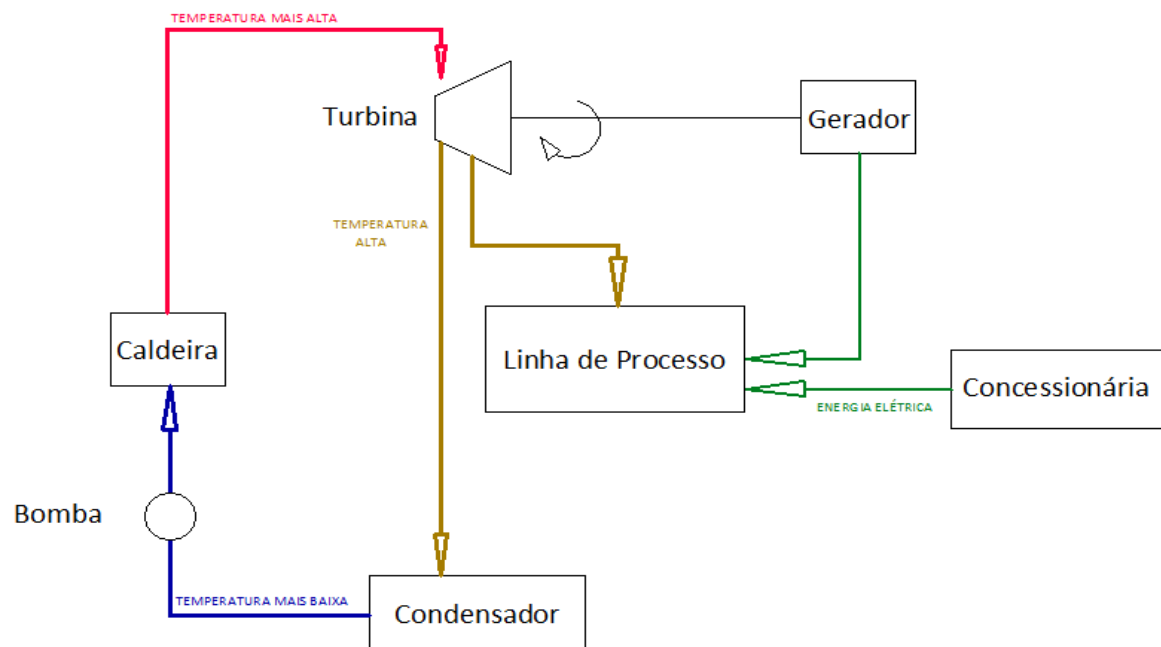 TEMPERATURA MAIS ALTA
Turbina
Gerador
TEMPERATURA
ALTA
Caldeira
Linha de Processo
Concessionária
ENERGIA ELÉTRICA
Bomba
TEMPERATURA MAIS BAIXA
Condensador